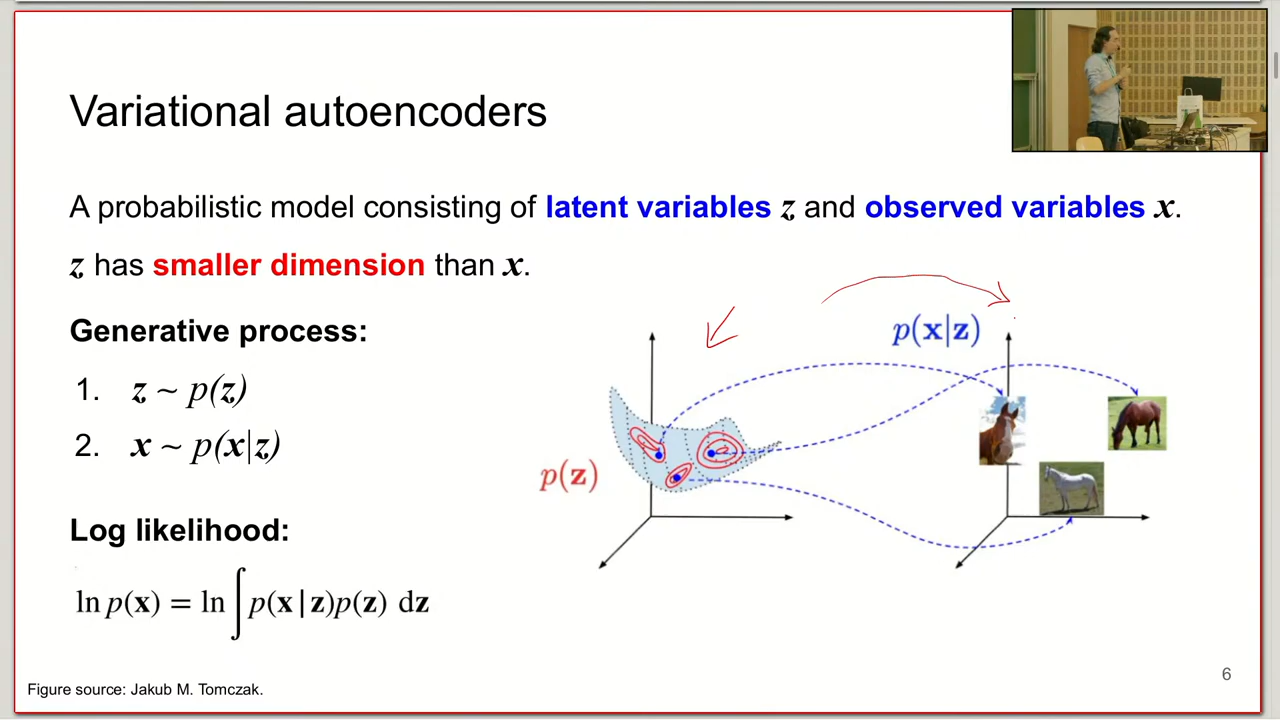 Variational autoencoders
A probabilistic model consisting of latent variables z and observed variables x.
z has smaller dimension than x.
Generative process:
1. z ~ p(z)
2. x ~ p(x|z)
Log likelihood:
ln p(x) = ln ∫ p(x|z)p(z) dz
p(z)
p(x|z)
Figure source: Jakub M. Tomczak.
6